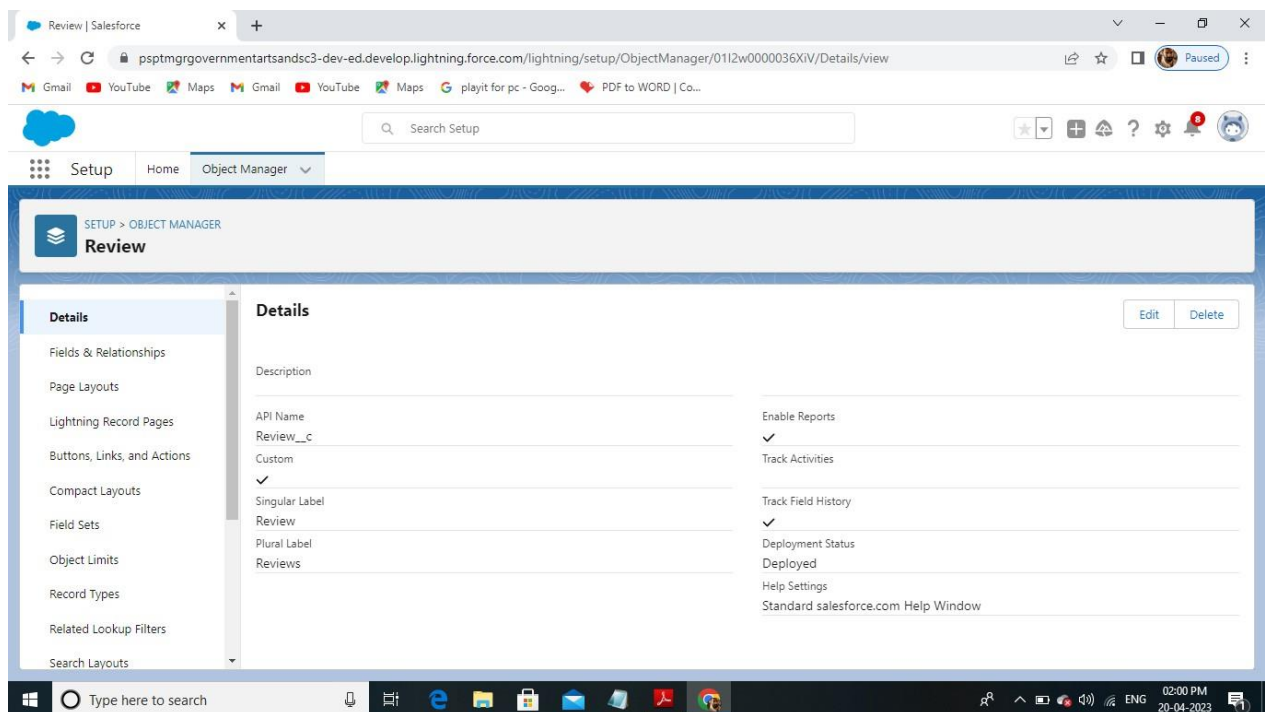 Review | Salesforce
psptmgrgovernmentartsandsc3-dev-ed.develop.lightning.force.com/lightning/setup/ObjectManager/01I2w0000036XiV/Details/view
Paused
Gmail YouTube Maps Gmail YouTube Maps playit for pc - Goog... PDF to WORD | Co...
Search Setup
8
Setup Home Object Manager
SETUP > OBJECT MANAGER
Review
Details
Fields & Relationships
Page Layouts
Lightning Record Pages
Buttons, Links, and Actions
Compact Layouts
Field Sets
Object Limits
Record Types
Related Lookup Filters
Search Layouts
Details
Edit Delete
Description
API Name
Review__c
Custom
Singular Label
Review
Plural Label
Reviews
Enable Reports
Track Activities
Track Field History
Deployment Status
Deployed
Help Settings
Standard salesforce.com Help Window
Type here to search
ENG
02:00 PM
20-04-2023
1